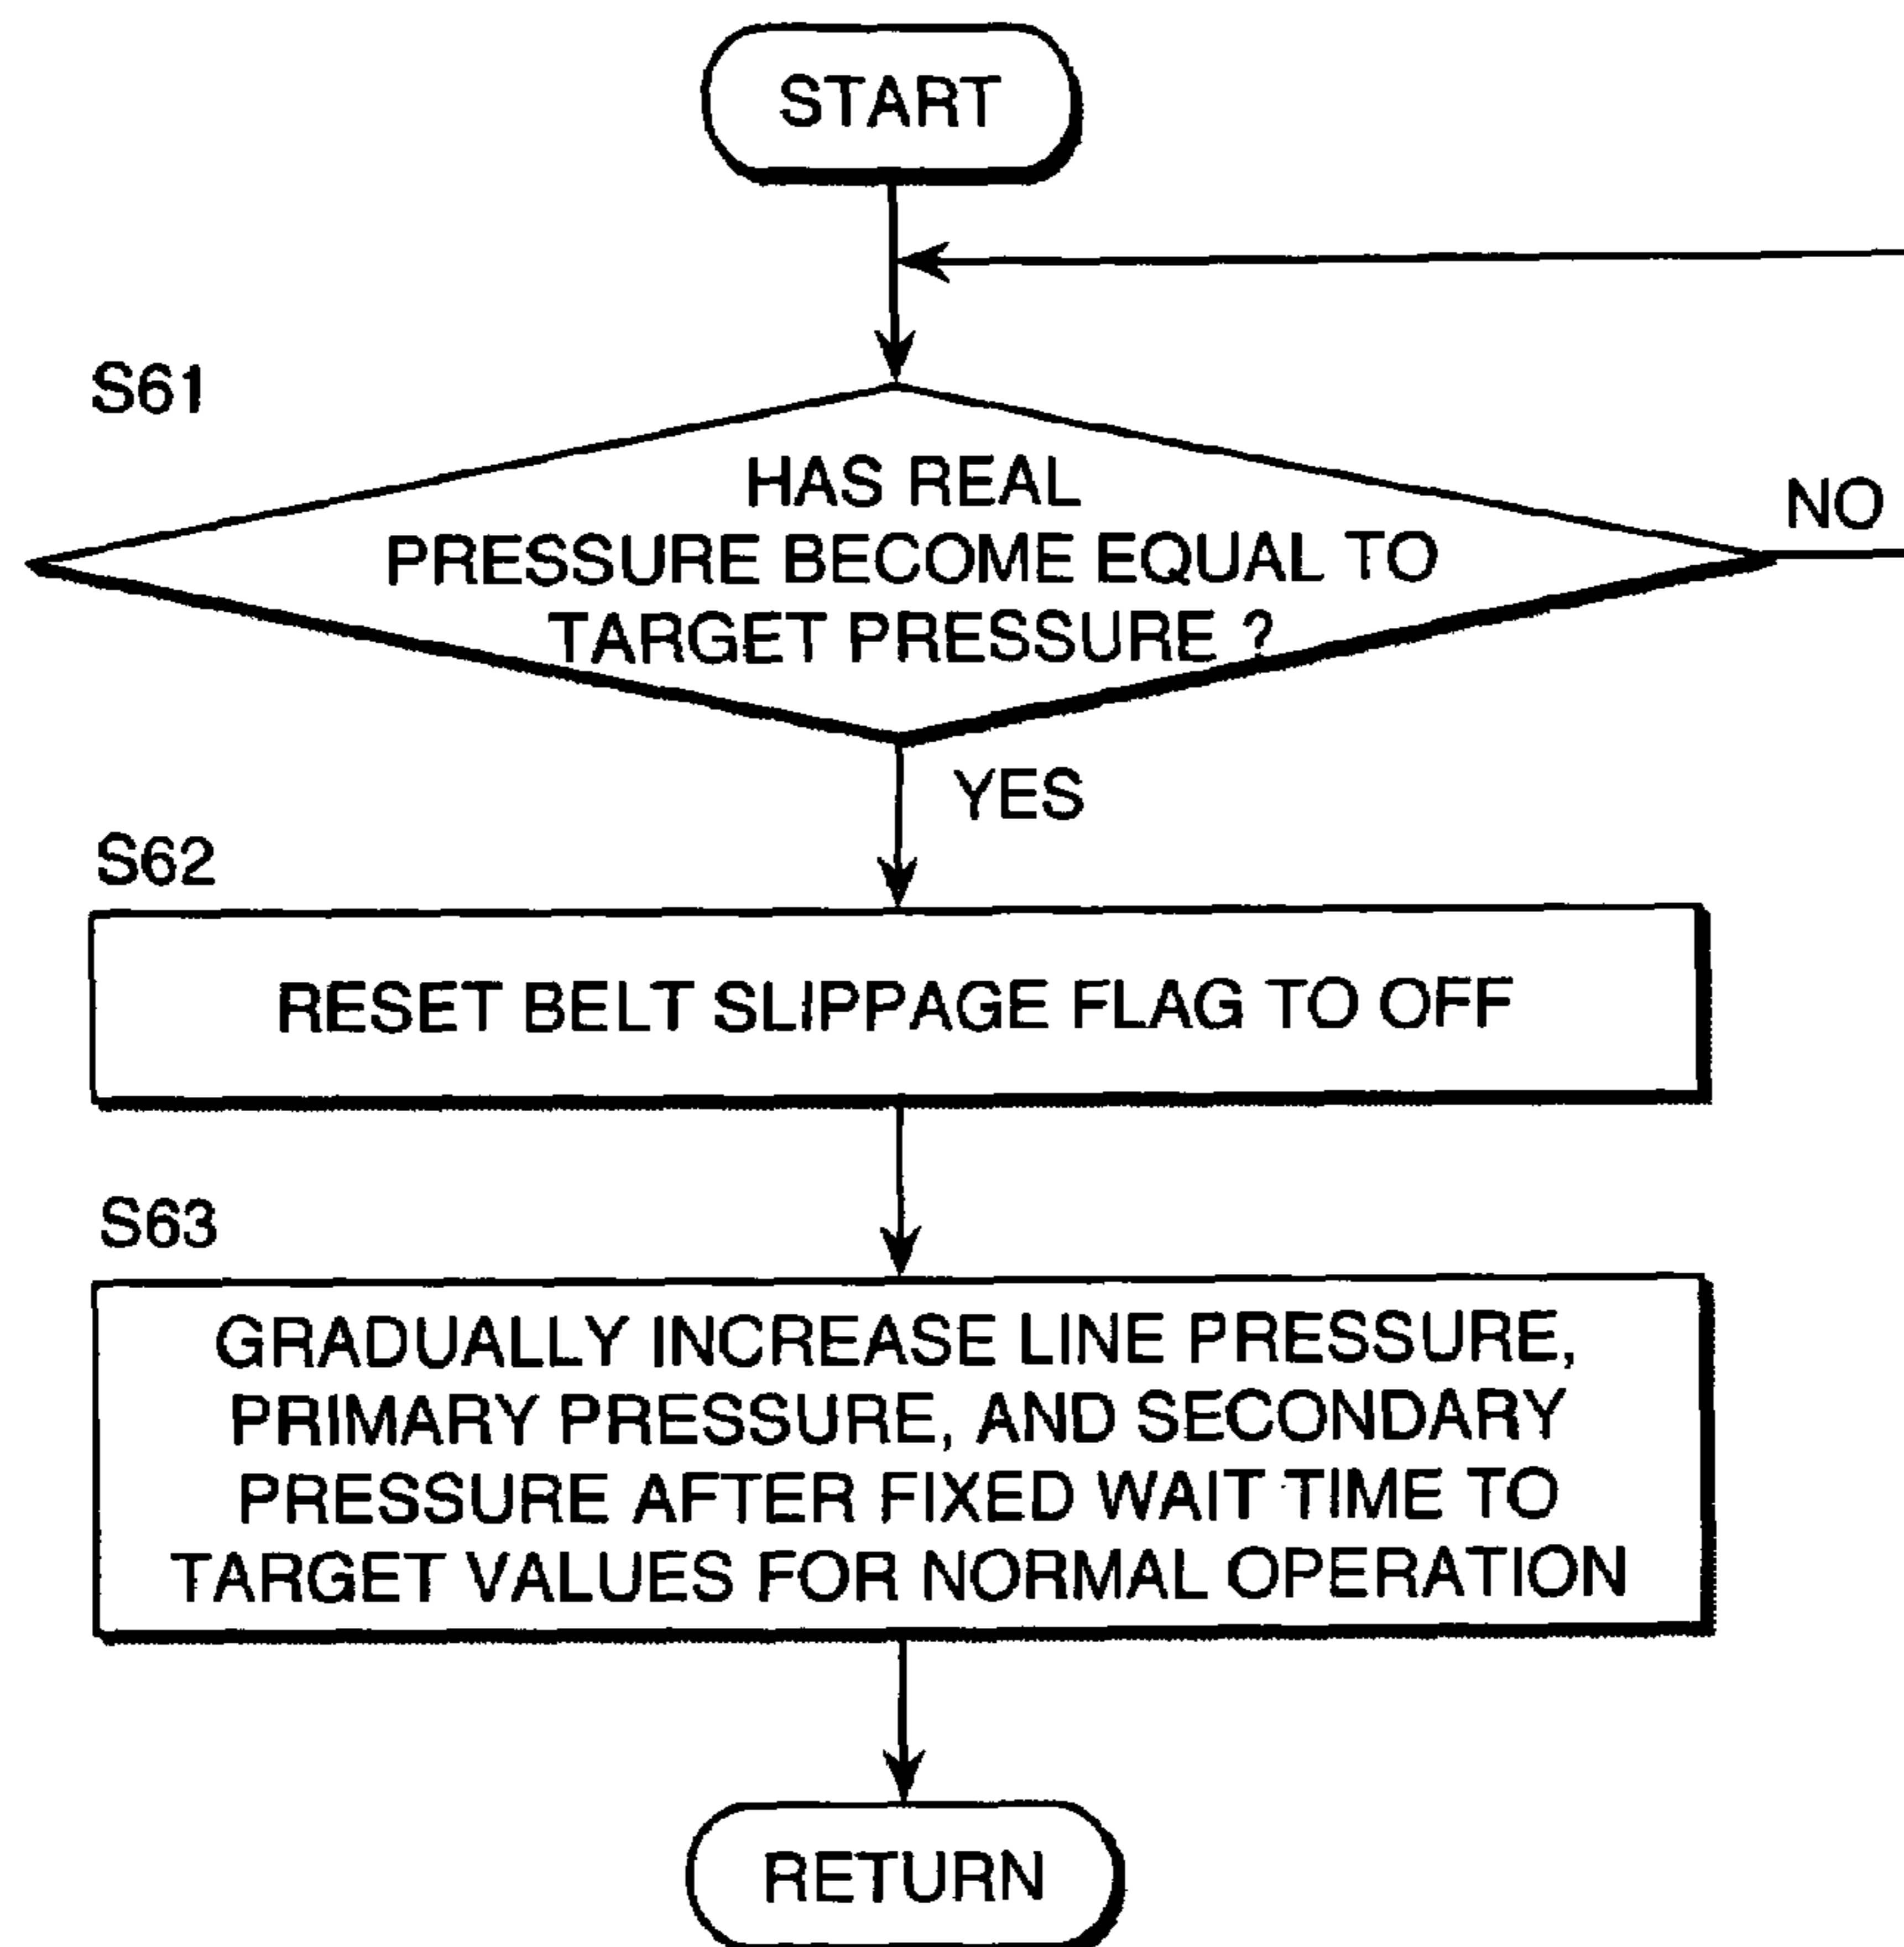 START
S61
HAS REAL
PRESSURE BECOME EQUAL TO
TARGET PRESSURE ?
NO
YES
S62
RESET BELT SLIPPAGE FLAG TO OFF
S63
GRADUALLY INCREASE LINE PRESSURE,
PRIMARY PRESSURE, AND SECONDARY
PRESSURE AFTER FIXED WAIT TIME TO
TARGET VALUES FOR NORMAL OPERATION
RETURN